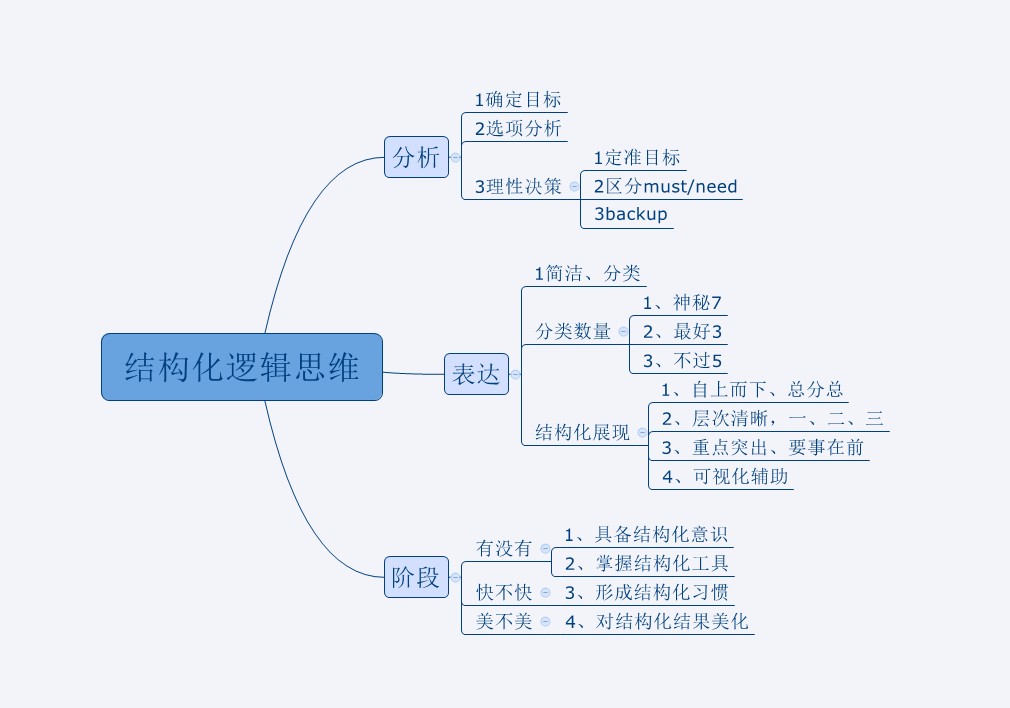 结构化逻辑思维
分析
1确定目标
2选项分析
3理性决策
1定准目标
2区分must/need
3backup
表达
1简洁、分类
分类数量
1、神秘7
2、最好3
3、不过5
结构化展现
1、自上而下、总分总
2、层次清晰，一、二、三
3、重点突出、要事在前
4、可视化辅助
阶段
有没有
1、具备结构化意识
2、掌握结构化工具
快不快
3、形成结构化习惯
美不美
4、对结构化结果美化